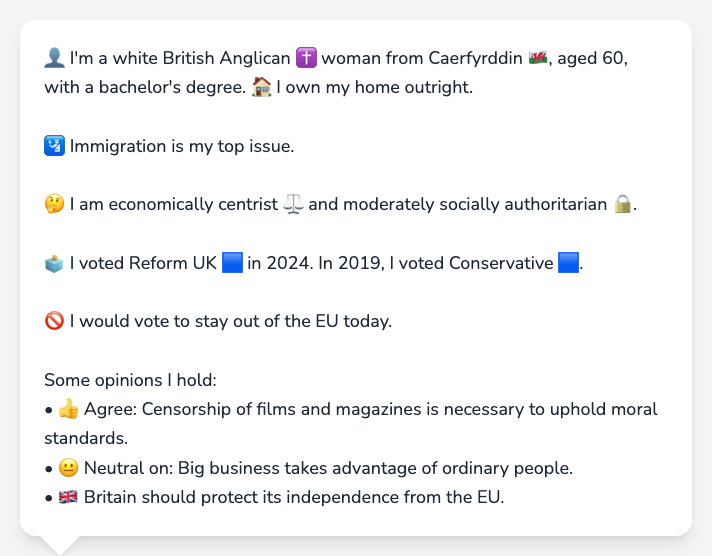 👤 I'm a white British Anglican ✝️ woman from Caerfyrddin 🏴󠁧󠁢󠁷󠁬󠁳󠁿, aged 60,
with a bachelor's degree. 🏠 I own my home outright.
🛂 Immigration is my top issue.
🤔 I am economically centrist ⚖️ and moderately socially authoritarian 🔒.
🗳️ I voted Reform UK 🟦 in 2024. In 2019, I voted Conservative 🟦.
🚫 I would vote to stay out of the EU today.
Some opinions I hold:
• 👍 Agree: Censorship of films and magazines is necessary to uphold moral
standards.
• 😐 Neutral on: Big business takes advantage of ordinary people.
• 🇬🇧 Britain should protect its independence from the EU.